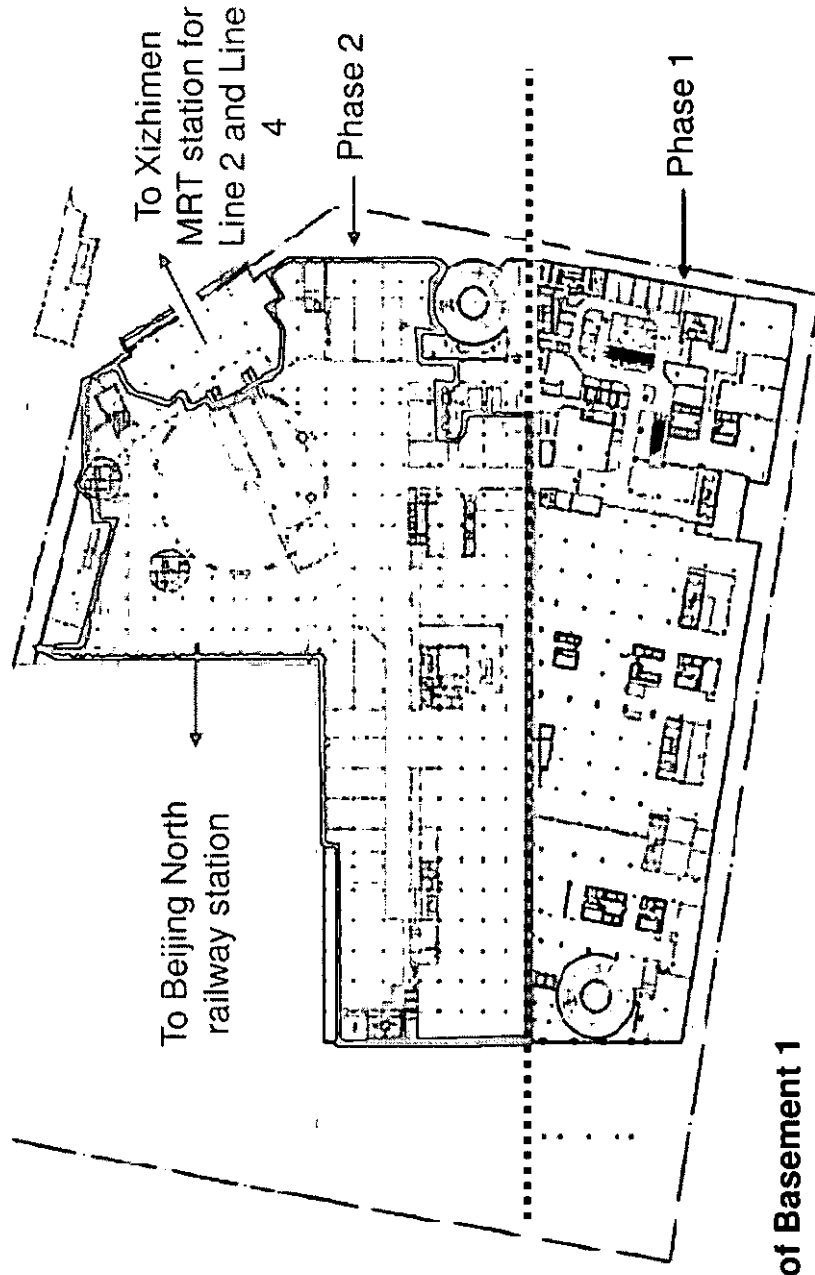 To Xizhimen
MRT station for
Line 2 and Line
4
Phase 2
To Beijing North
railway station
Phase 1
of Basement 1